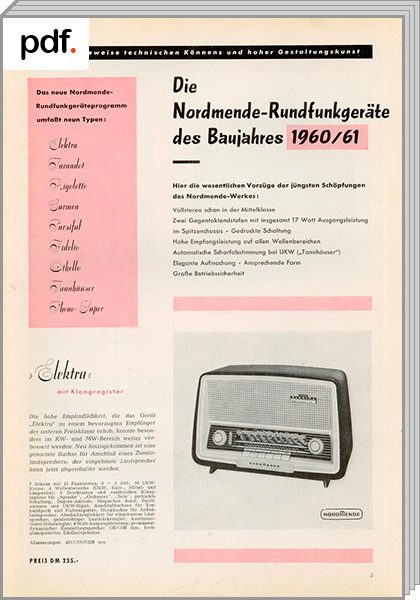 pdf.
eweise technischen Könnens und hoher Gestaltungskunst
Das neue Nordmende-
Rundfunkgeräteprogramm
umfaßt neun Typen:
Elektra
Turandot
Rigoletto
Carmen
Parsifal
Fidelio
Othello
Tannhäuser
Phono-Super
Die
Nordmende-Rundfunkgeräte
des Baujahres 1960/61
Hier die wesentlichen Vorzüge der jüngsten Schöpfungen
des Nordmende-Werkes:
Vollstereo schon in der Mittelklasse
Zwei Gegentaktendstufen mit insgesamt 17 Watt Ausgangsleistung
im Spitzenchassis · Gedruckte Schaltung
Hohe Empfangsleistung auf allen Wellenbereichen
Automatische Scharfabstimmung bei UKW („Tannhäuser")
Elegante Aufmachung · Ansprechende Form
Große Betriebssicherheit
»Elektra«
mit Klangregister
Die hohe Empfindlichkeit, die das Gerät
„Elektra" zu einem bevorzugten Empfänger
der unteren Preisklasse erhob, konnte beson-
ders im KW- und MW-Bereich weiter ver-
bessert werden. Neu hinzugekommen ist eine
genormte Buchse für Anschluß eines Zusatz-
lautsprechers; der eingebaute Lautsprecher
kann jetzt abgeschaltet werden.
PREIS DM 235.-
NORDMENDE
3